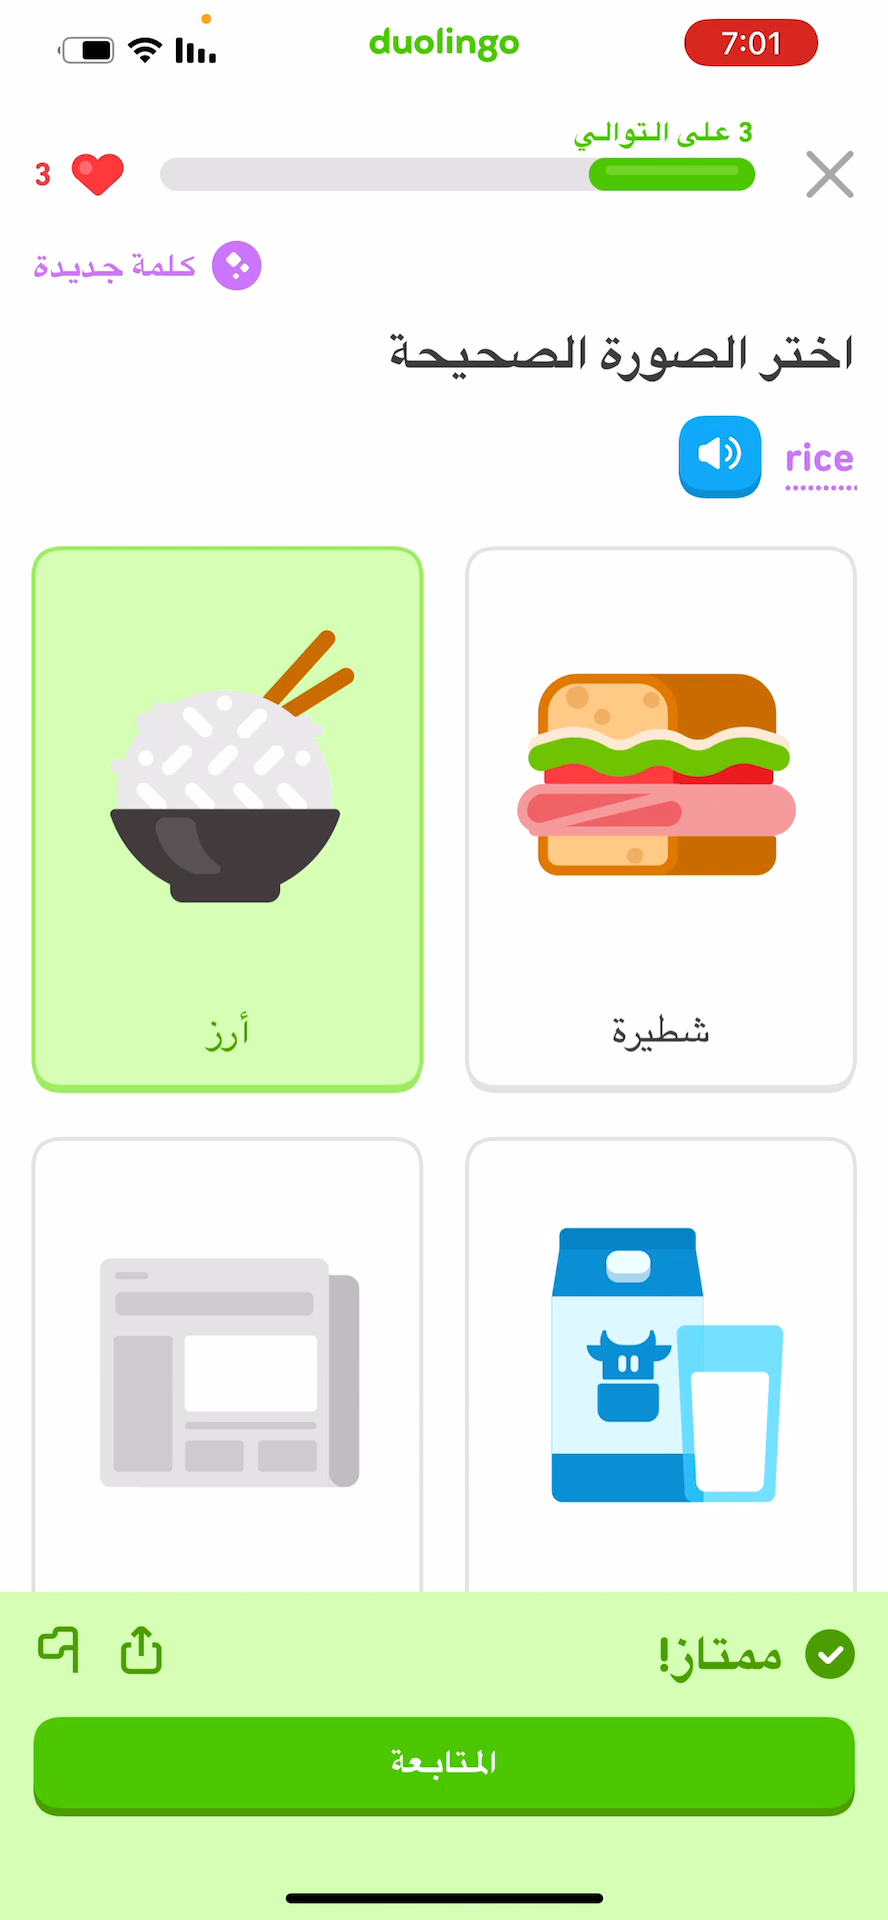 7:01
duolingo
3 على التوالي
3
كلمة جديدة
اختر الصورة الصحيحة
rice
شطيرة
أرز
ممتاز!
المتابعة